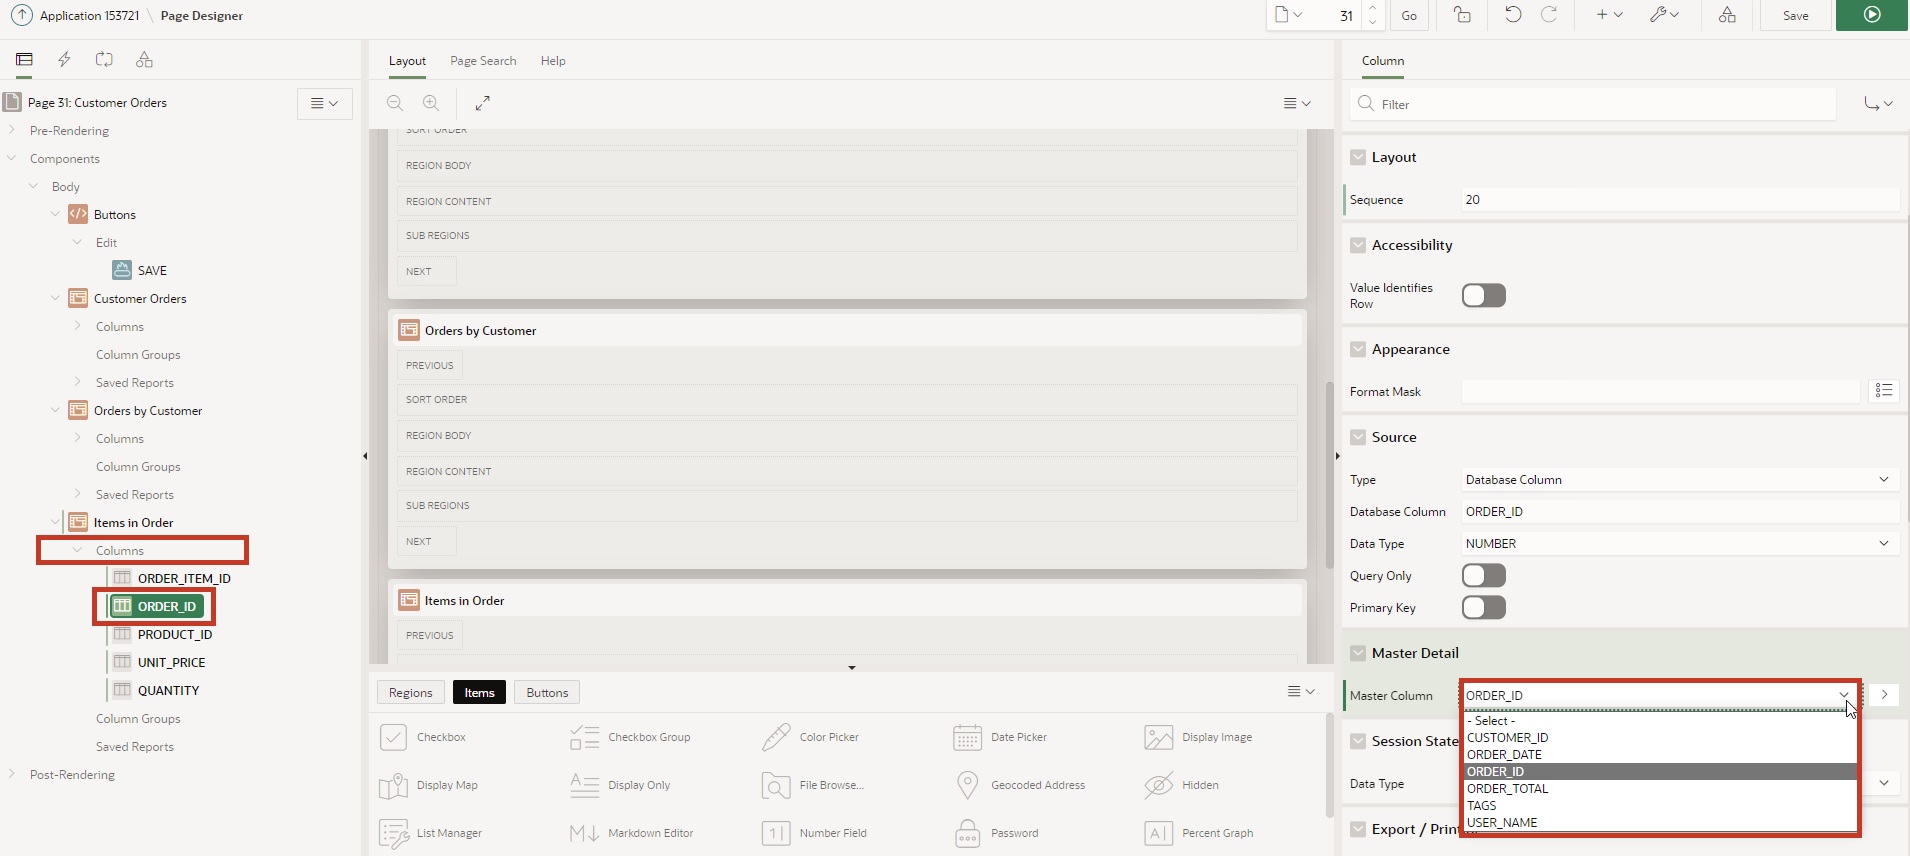 Application 153721 \ Page Designer
31
Go
Save
Page 31: Customer Orders
Pre-Rendering
Components
Body
Buttons
Edit
SAVE
Customer Orders
Columns
Column Groups
Saved Reports
Orders by Customer
Columns
Column Groups
Saved Reports
Items in Order
Columns
ORDER_ITEM_ID
ORDER_ID
PRODUCT_ID
UNIT_PRICE
QUANTITY
Column Groups
Saved Reports
Post-Rendering
Layout Page Search Help
SORT ORDER
REGION BODY
REGION CONTENT
SUB REGIONS
NEXT
Orders by Customer
PREVIOUS
SORT ORDER
REGION BODY
REGION CONTENT
SUB REGIONS
NEXT
Items in Order
PREVIOUS
Regions Items Buttons
Checkbox Checkbox Group Color Picker Date Picker Display Image
Display Map Display Only File Browse... Geocoded Address Hidden
List Manager Markdown Editor Number Field Password Percent Graph
Column
Filter
Layout
Sequence 20
Accessibility
Value Identifies
Row
Appearance
Format Mask
Source
Type Database Column
Database Column ORDER_ID
Data Type NUMBER
Query Only
Primary Key
Master Detail
Master Column ORDER_ID
- Select -
CUSTOMER_ID
ORDER_DATE
ORDER_ID
ORDER_TOTAL
TAGS
USER_NAME
Session State
Data Type
Export /